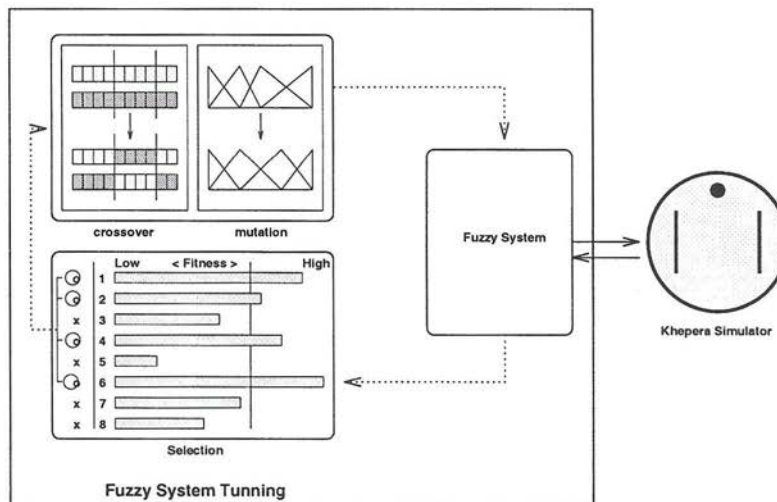 crossover
mutation
Fuzzy System
Khepera Simulator
Low < Fitness > High
o 1
o 2
x 3
o 4
x 5
o 6
x 7
x 8
Selection
Fuzzy System Tunning